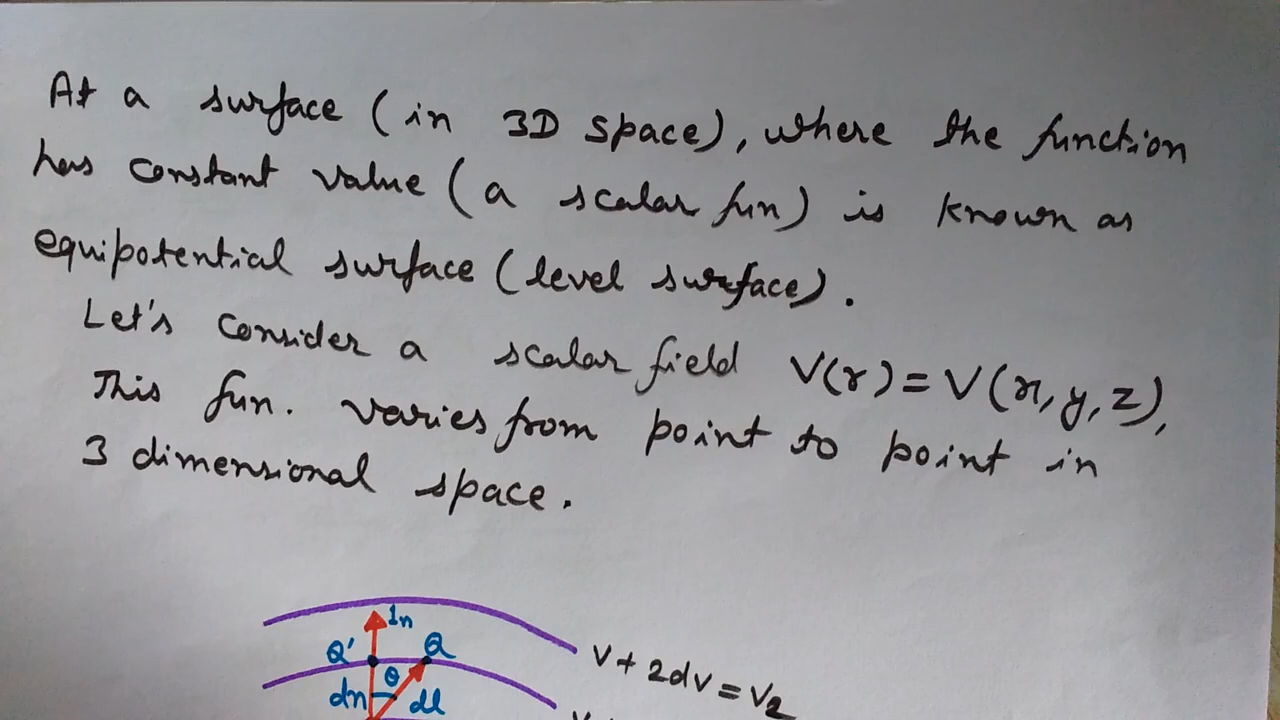 At a surface (in 3D space), where the function
has constant value (a scalar fun) is known as
equipotential surface (level surface).
Let's consider a scalar field V(r) = V(x, y, z),
This fun. varies from point to point in
3 dimensional space.
1n
Q' Q
V + 2dv = V2
θ
dn dl